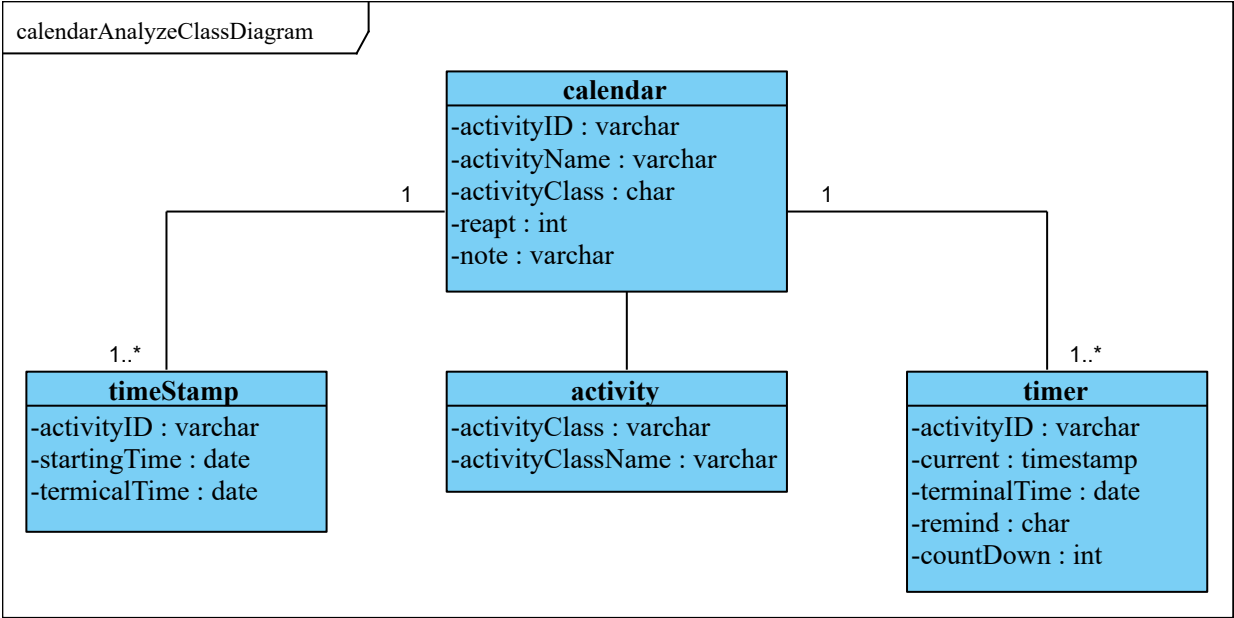 calendarAnalyzeClassDiagram
calendar
-activityID : varchar
-activityName : varchar
-activityClass : char
-reapt : int
-note : varchar
1
1
1..*
1..*
timeStamp
-activityID : varchar
-startingTime : date
-termicalTime : date
activity
-activityClass : varchar
-activityClassName : varchar
timer
-activityID : varchar
-current : timestamp
-terminalTime : date
-remind : char
-countDown : int